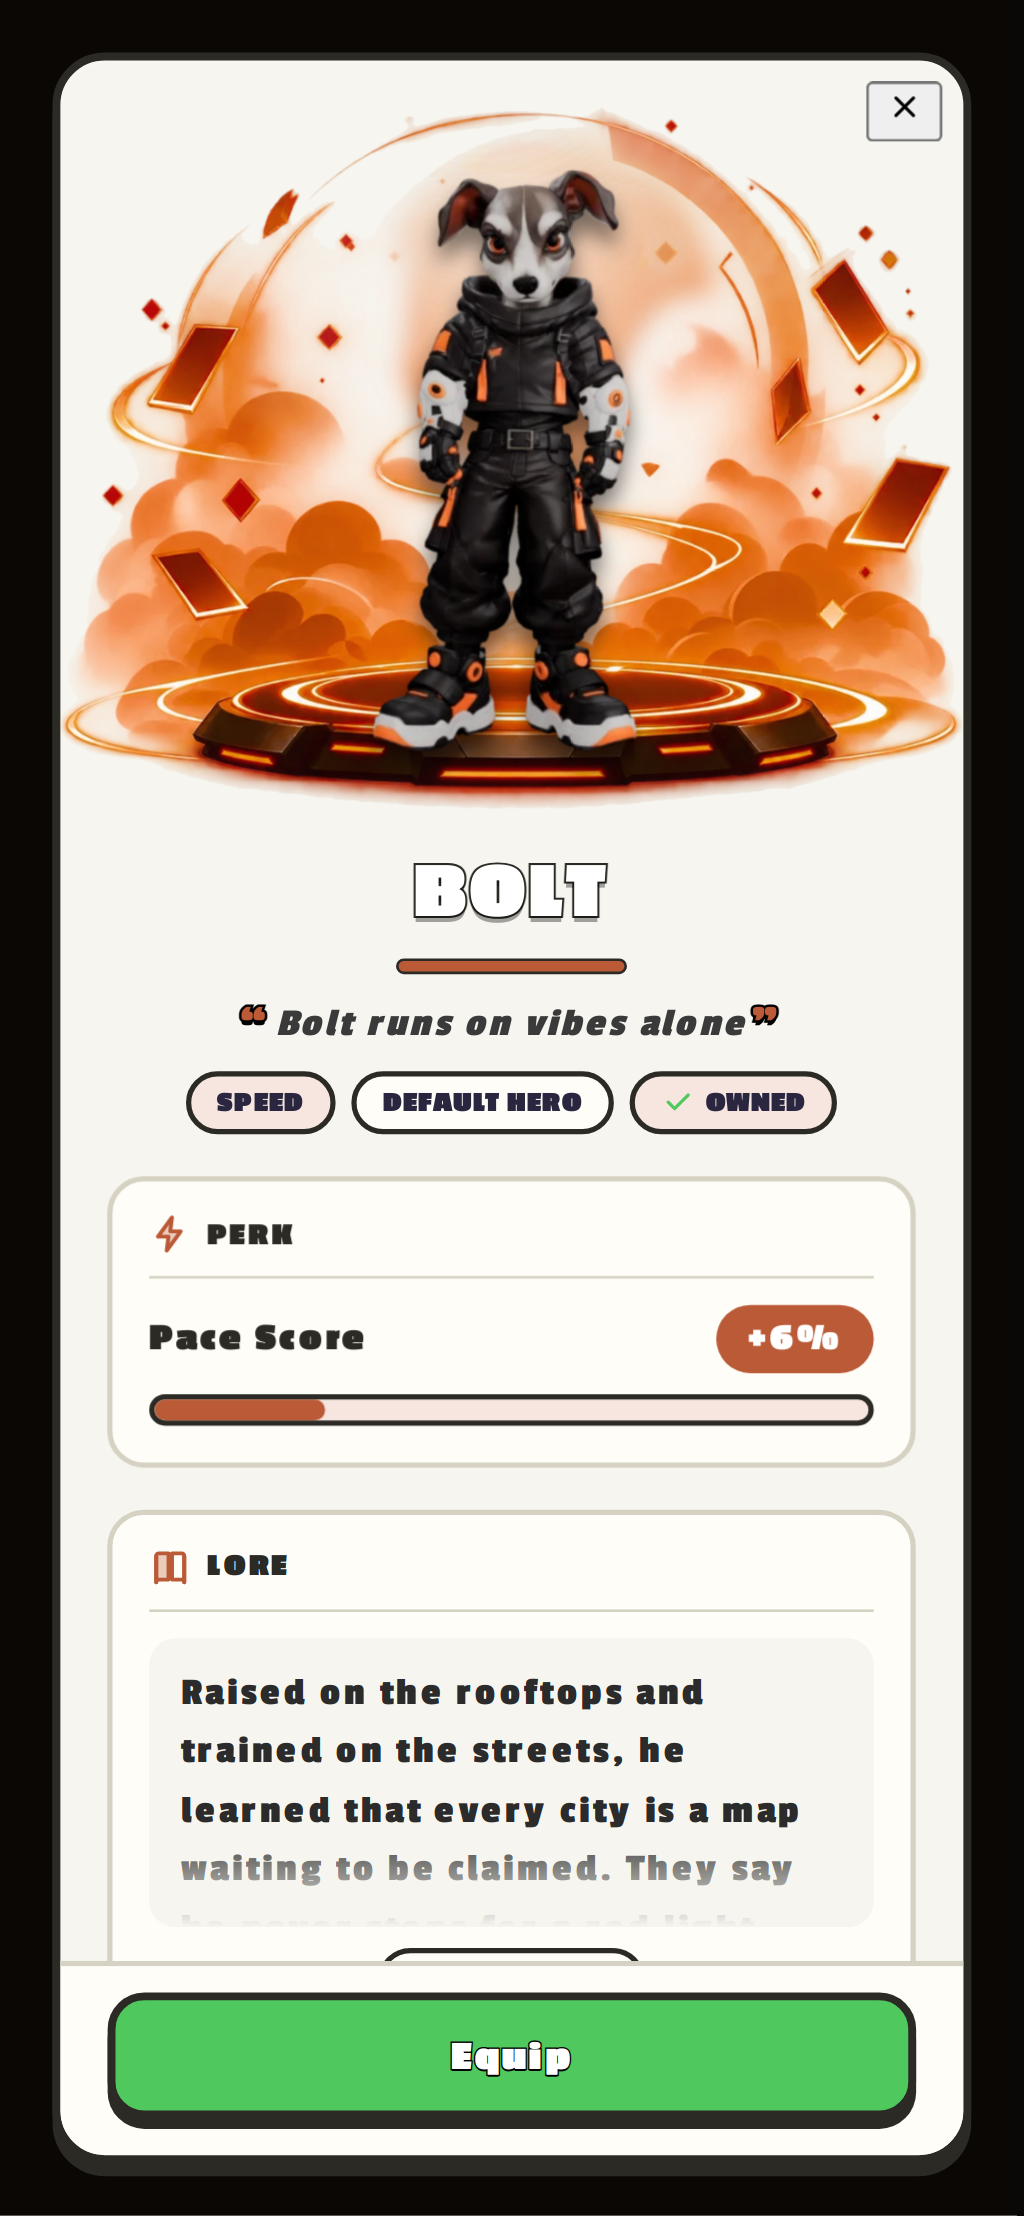 BOLT
❝ Bolt runs on vibes alone ❞
SPEED
DEFAULT HERO
OWNED
PERK
Pace Score
+6%
LORE
Raised on the rooftops and
trained on the streets, he
learned that every city is a map
waiting to be claimed. They say
Equip